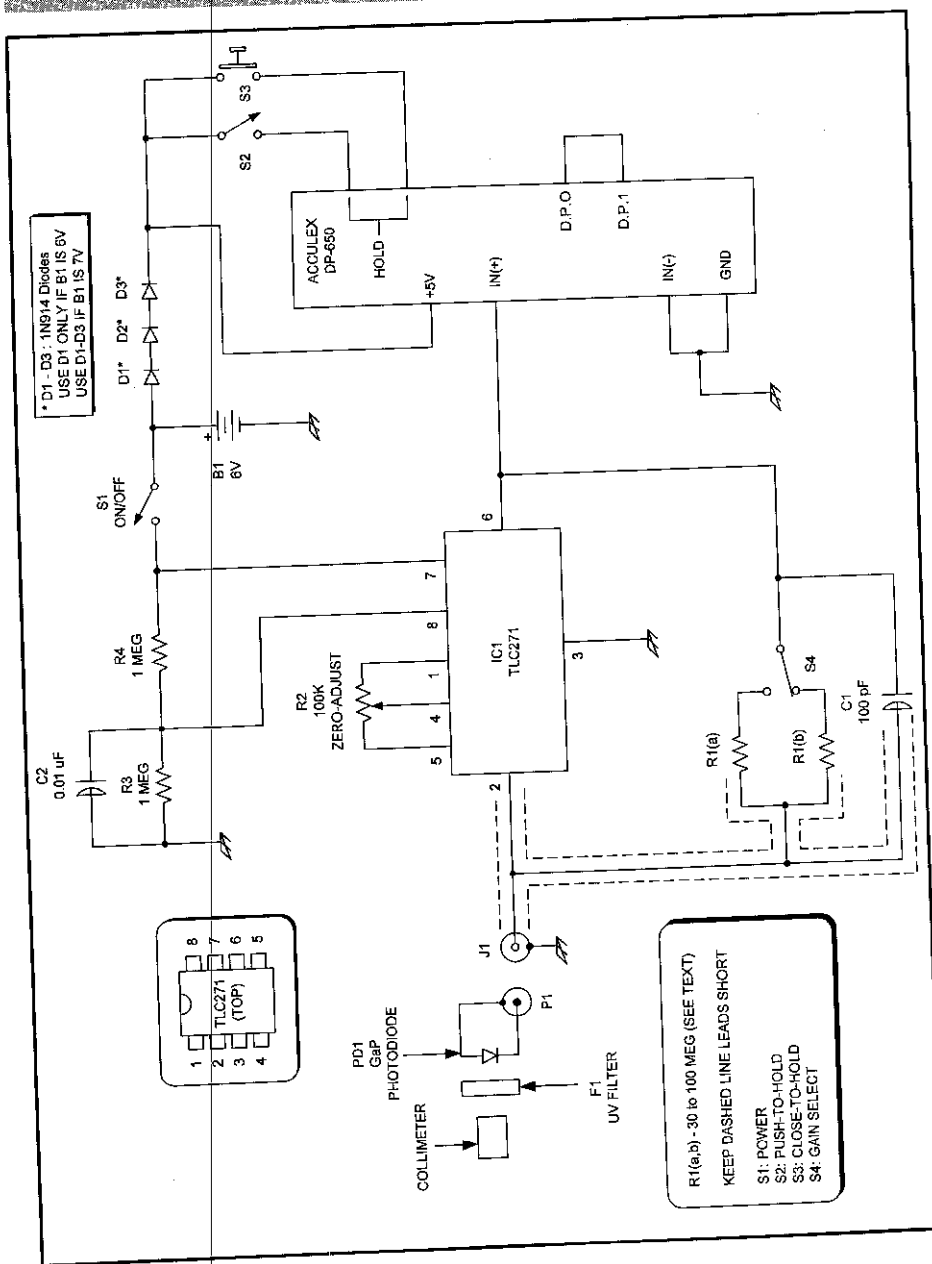 * D1 - D3 : 1N914 Diodes
USE D1 ONLY IF B1 IS 6V
USE D1-D3 IF B1 IS 7V
D1*
D2*
D3*
S3
S2
S1
ON/OFF
+
B1
6V
ACCULEX
DP-650
HOLD
+5V
IN(+)
D.P.O
D.P.1
IN(-)
GND
C2
0.01 uF
R3
1 MEG
R4
1 MEG
R2
100K
ZERO-ADJUST
5
4
1
8
7
2
6
3
IC1
TLC271
1
2
3
4
8
7
6
5
TLC271
(TOP)
COLLIMETER
PD1
GaP
PHOTODIODE
F1
UV FILTER
P1
J1
R1(a)
R1(b)
S4
C1
100 pF
R1(a,b) - 30 to 100 MEG (SEE TEXT)
KEEP DASHED LINE LEADS SHORT
S1: POWER
S2: PUSH-TO-HOLD
S3: CLOSE-TO-HOLD
S4: GAIN SELECT